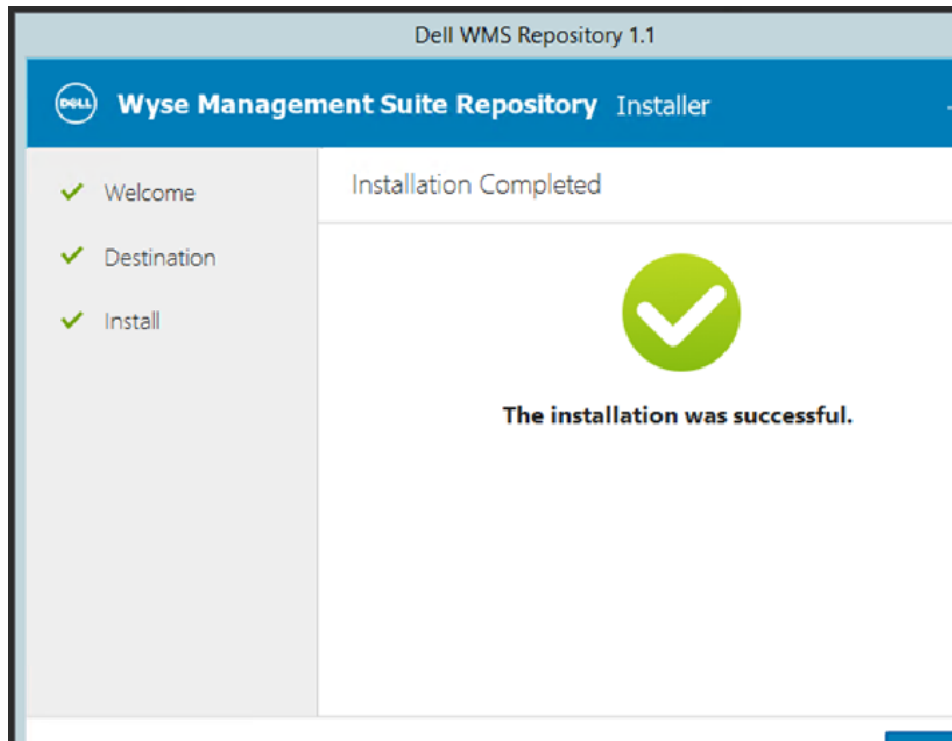 Dell WMS Repository 1.1
DELL Wyse Management Suite Repository Installer
Welcome
Destination
Install
Installation Completed
The installation was successful.